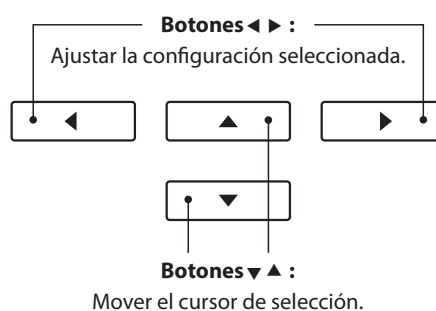 Botones ◀ ▶ :
Ajustar la configuración seleccionada.
◀ ▲ ▶
▼
Botones ▼ ▲ :
Mover el cursor de selección.